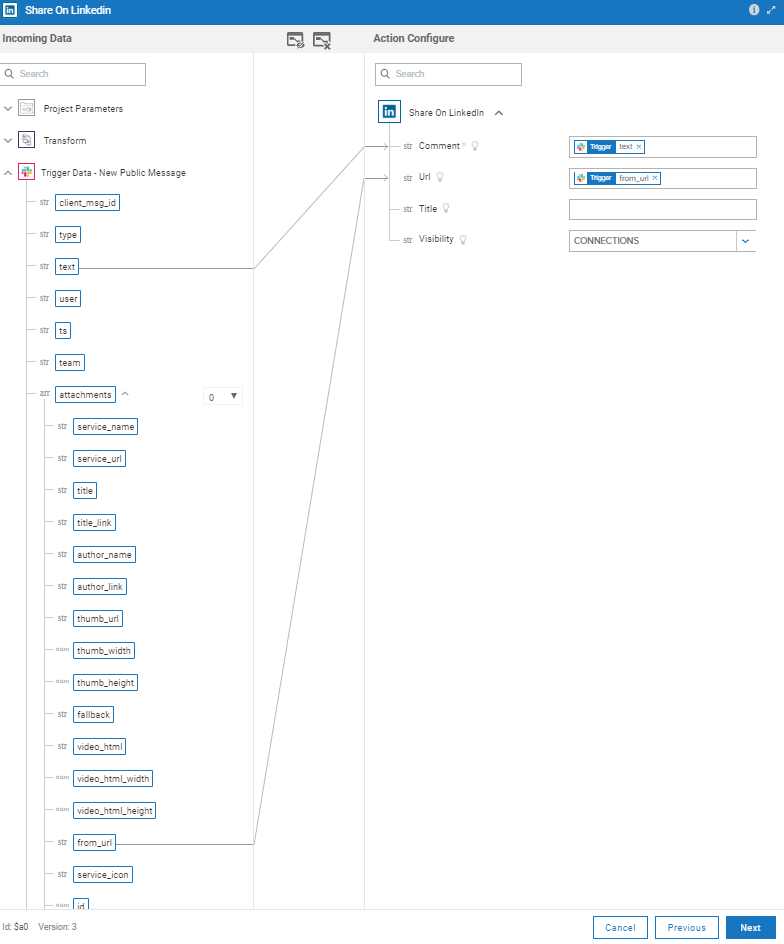 in Share On Linkedin
Incoming Data
Action Configure
Search
Search
Project Parameters
Transform
Trigger Data - New Public Message
str client_msg_id
str type
str text
str user
str ts
str team
arr attachments 0
str service_name
str service_url
str title
str title_link
str author_name
str author_link
str thumb_url
num thumb_width
num thumb_height
str fallback
str video_html
num video_html_width
num video_html_height
str from_url
str service_icon
num id
in Share On LinkedIn
str Comment * Trigger text ×
str Url Trigger from_url ×
str Title
str Visibility CONNECTIONS
Id: $a0 Version: 3
Cancel Previous Next